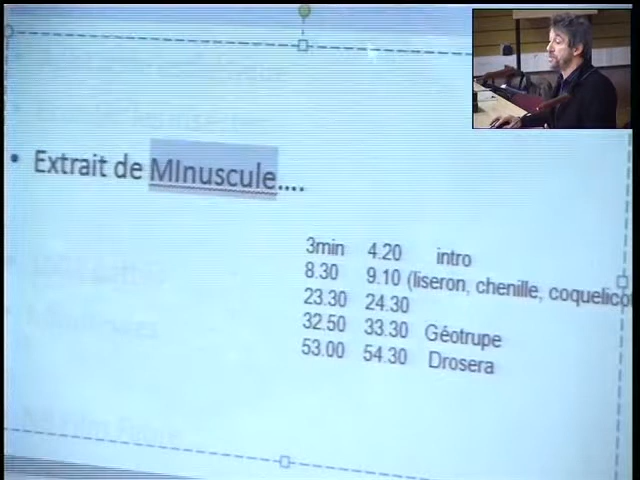 • Extrait de MInuscule....
3min 4.20 intro
8.30 9.10 (liseron, chenille, coquelico
23.30 24.30
32.50 33.30 Géotrupe
53.00 54.30 Drosera